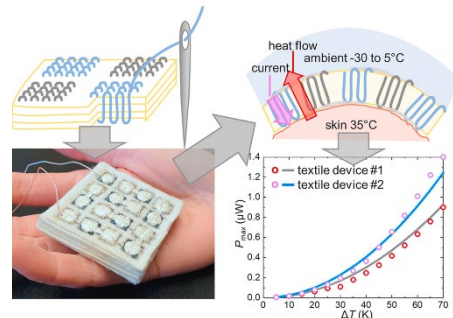 heat flow
ambient -30 to 5°C
current
skin 35°C
1.4
1.2
1.0
0.8
0.6
0.4
0.2
0.0
P_max (µW)
textile device #1
textile device #2
0 10 20 30 40 50 60 70
ΔT (K)